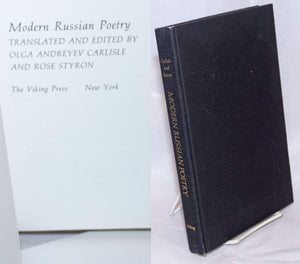 Modern Russian Poetry
TRANSLATED AND EDITED BY
OLGA ANDREYEV CARLISLE
AND ROSE STYRON
The Viking Press New York
Carlisle
and
Styron
MODERN RUSSIAN POETRY
Viking